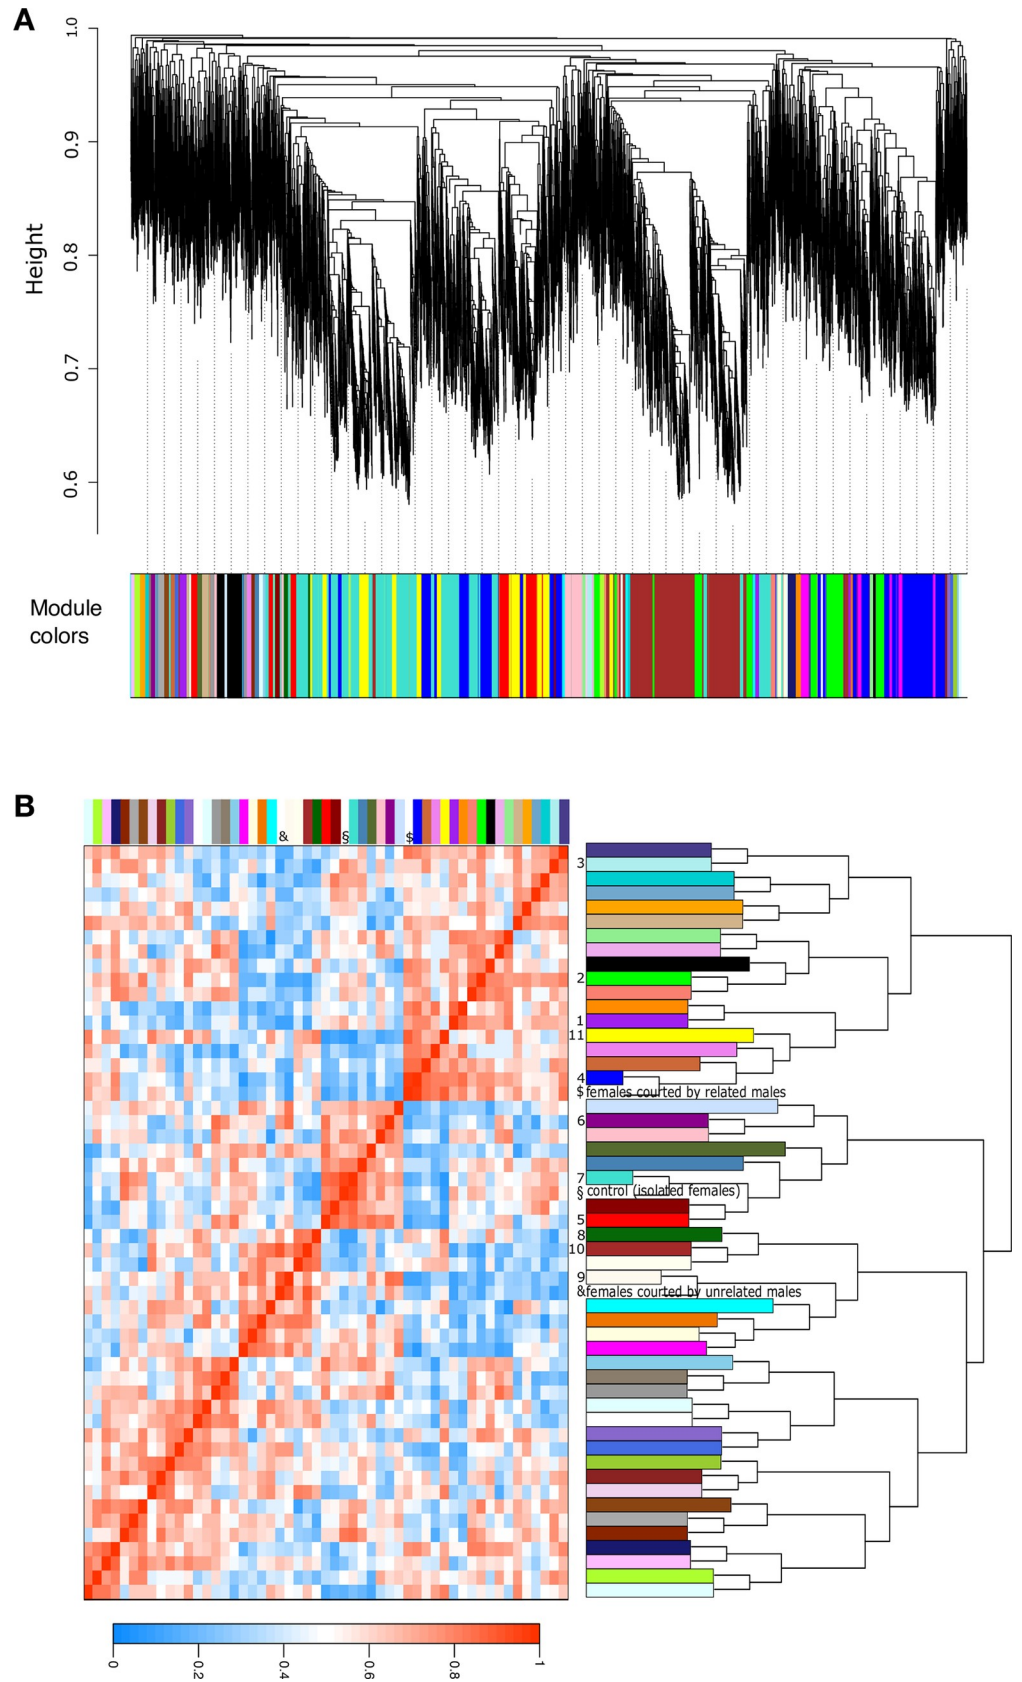 A
1.0
0.9
0.8
0.7
0.6
Height
Module
colors
B
& § $
3
2
1
11
4
$ females courted by related males
6
7
§ control (isolated females)
5
8
10
9
&females courted by unrelated males
0 0.2 0.4 0.6 0.8 1